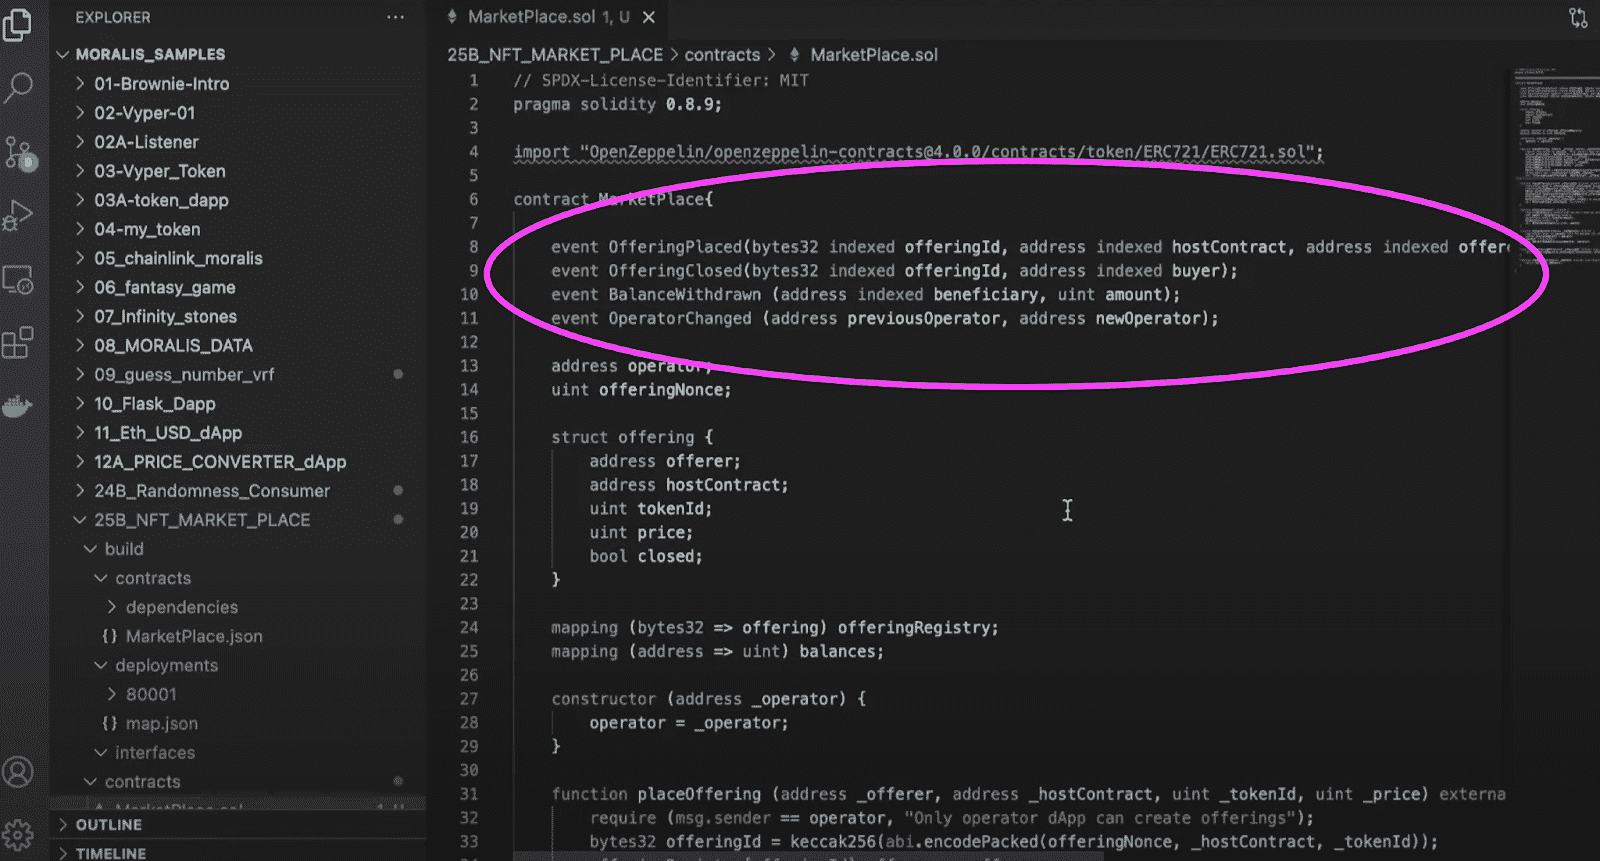 EXPLORER
MORALIS_SAMPLES
01-Brownie-Intro
02-Vyper-01
02A-Listener
03-Vyper_Token
03A-token_dapp
04-my_token
05_chainlink_moralis
06_fantasy_game
07_Infinity_stones
08_MORALIS_DATA
09_guess_number_vrf
10_Flask_Dapp
11_Eth_USD_dApp
12A_PRICE_CONVERTER_dApp
24B_Randomness_Consumer
25B_NFT_MARKET_PLACE
build
contracts
dependencies
{} MarketPlace.json
deployments
80001
{} map.json
interfaces
contracts
OUTLINE
TIMELINE
MarketPlace.sol 1, U
25B_NFT_MARKET_PLACE > contracts > MarketPlace.sol
1 // SPDX-License-Identifier: MIT
2 pragma solidity 0.8.9;
3
4 import "OpenZeppelin/openzeppelin-contracts@4.0.0/contracts/token/ERC721/ERC721.sol";
5
6 contract MarketPlace{
7
8 event OfferingPlaced(bytes32 indexed offeringId, address indexed hostContract, address indexed offere
9 event OfferingClosed(bytes32 indexed offeringId, address indexed buyer);
10 event BalanceWithdrawn (address indexed beneficiary, uint amount);
11 event OperatorChanged (address previousOperator, address newOperator);
12
13 address operator;
14 uint offeringNonce;
15
16 struct offering {
17 address offerer;
18 address hostContract;
19 uint tokenId;
20 uint price;
21 bool closed;
22 }
23
24 mapping (bytes32 => offering) offeringRegistry;
25 mapping (address => uint) balances;
26
27 constructor (address _operator) {
28 operator = _operator;
29 }
30
31 function placeOffering (address _offerer, address _hostContract, uint _tokenId, uint _price) externa
32 require (msg.sender == operator, "Only operator dApp can create offerings");
33 bytes32 offeringId = keccak256(abi.encodePacked(offeringNonce, _hostContract, _tokenId));